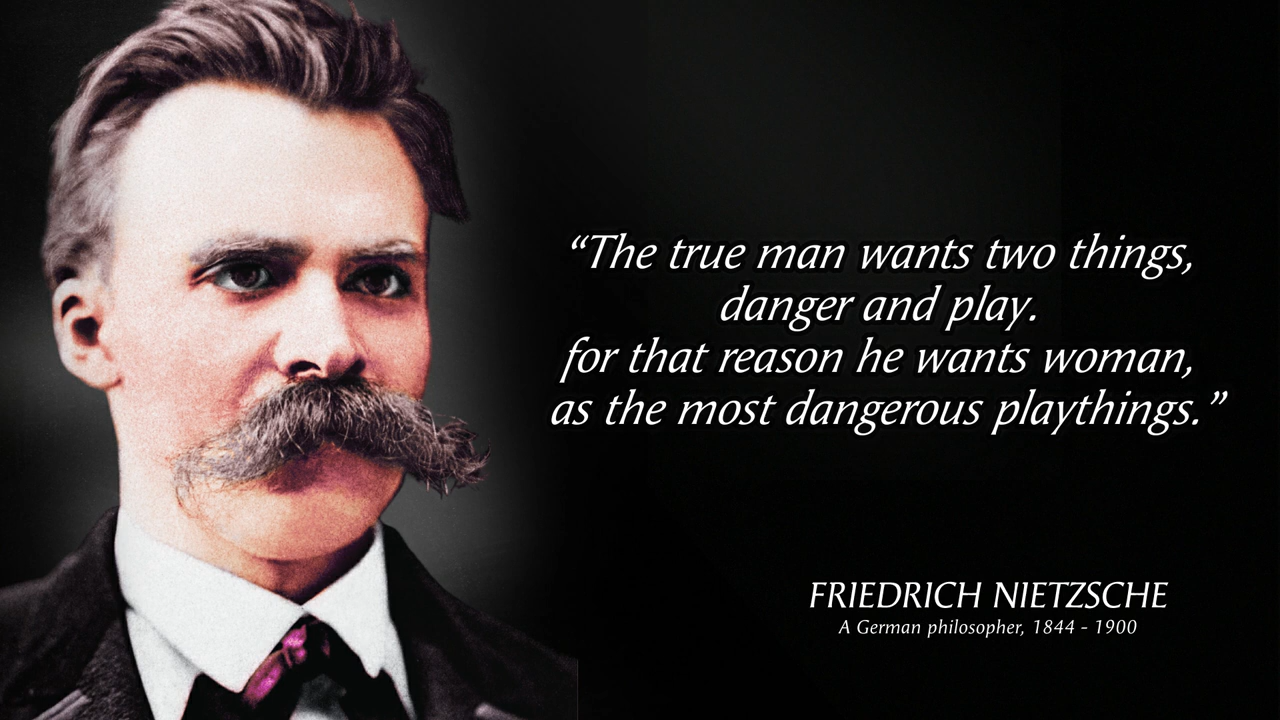 “The true man wants two things,
danger and play.
for that reason he wants woman,
as the most dangerous playthings.”
FRIEDRICH NIETZSCHE
A German philosopher, 1844 - 1900